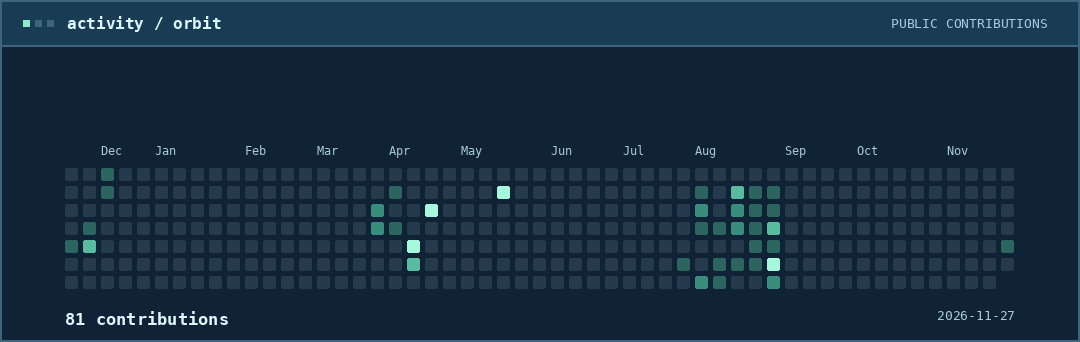 activity / orbit
PUBLIC CONTRIBUTIONS
Dec Jan Feb Mar Apr May Jun Jul Aug Sep Oct Nov
81 contributions
2026-11-27